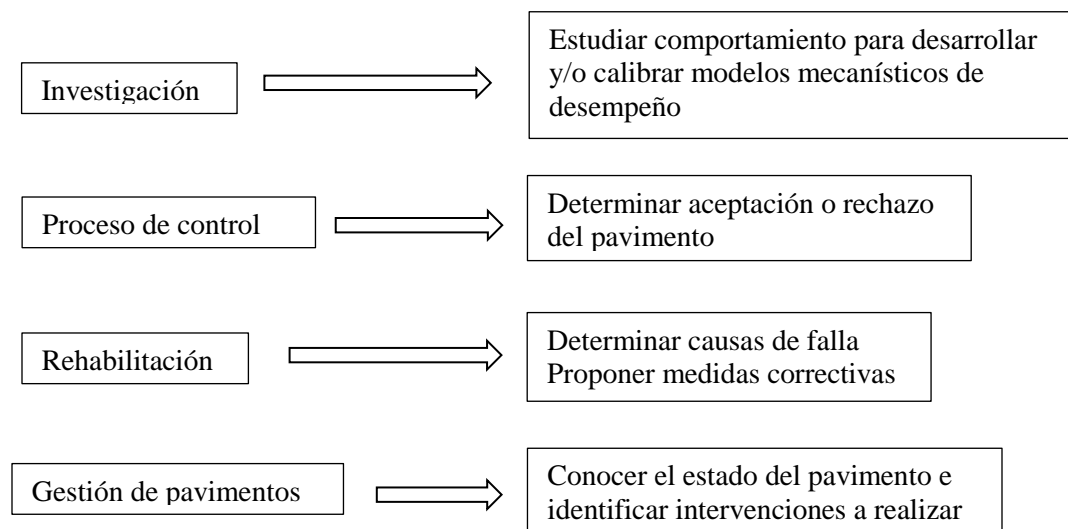 Investigación
Estudiar comportamiento para desarrollar
y/o calibrar modelos mecanísticos de
desempeño
Proceso de control
Determinar aceptación o rechazo
del pavimento
Rehabilitación
Determinar causas de falla
Proponer medidas correctivas
Gestión de pavimentos
Conocer el estado del pavimento e
identificar intervenciones a realizar